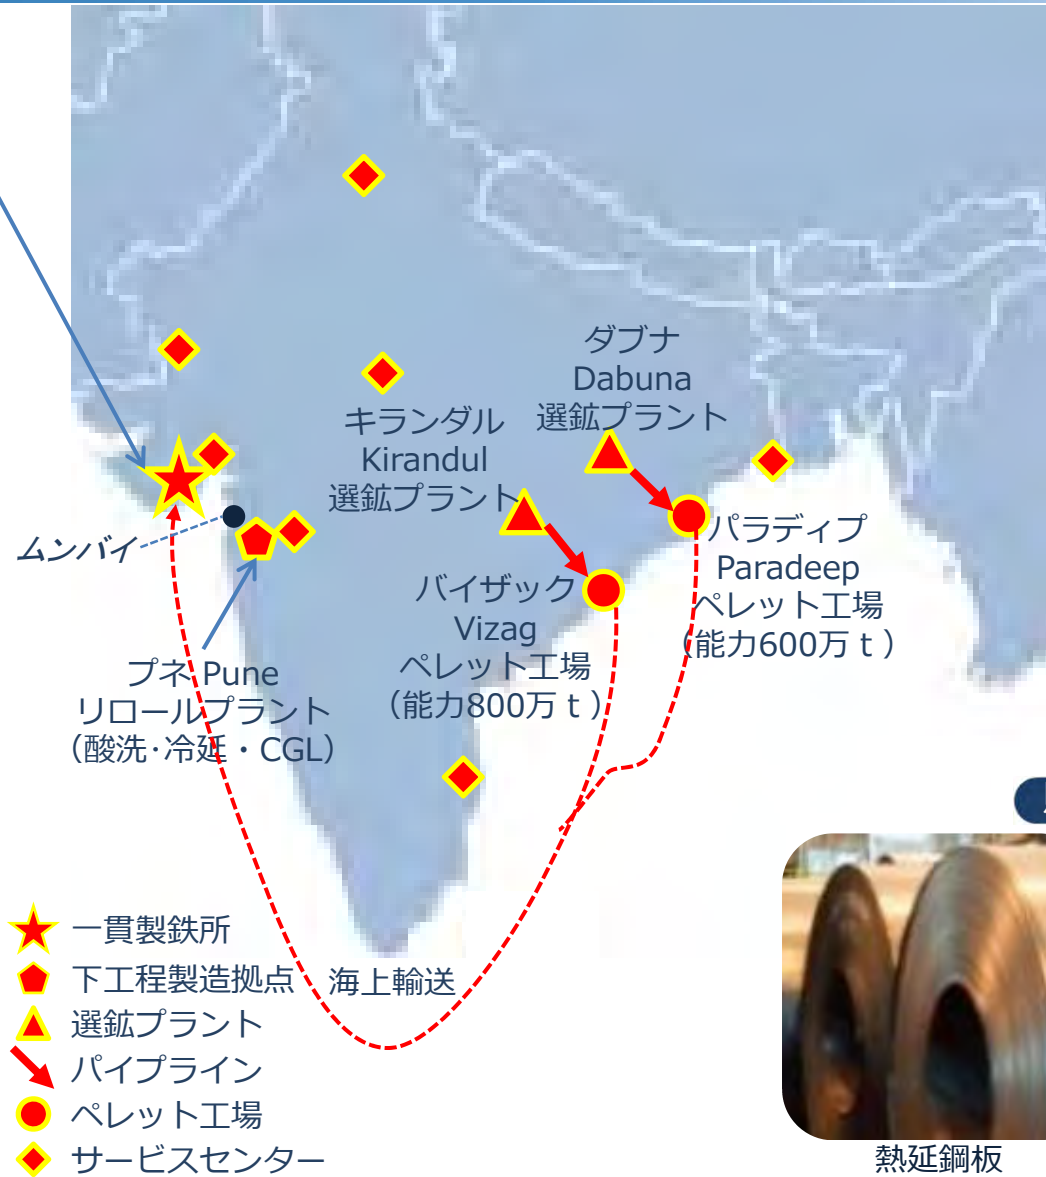 ダブナ
Dabuna
選鉱プラント
キランダル
Kirandul
選鉱プラント
ムンバイ
パラディプ
Paradeep
ペレット工場
（能力600万ｔ）
バイザック
Vizag
ペレット工場
（能力800万ｔ）
プネ Pune
リロールプラント
（酸洗･冷延・CGL）
海上輸送
一貫製鉄所
下工程製造拠点
選鉱プラント
パイプライン
ペレット工場
サービスセンター
熱延鋼板